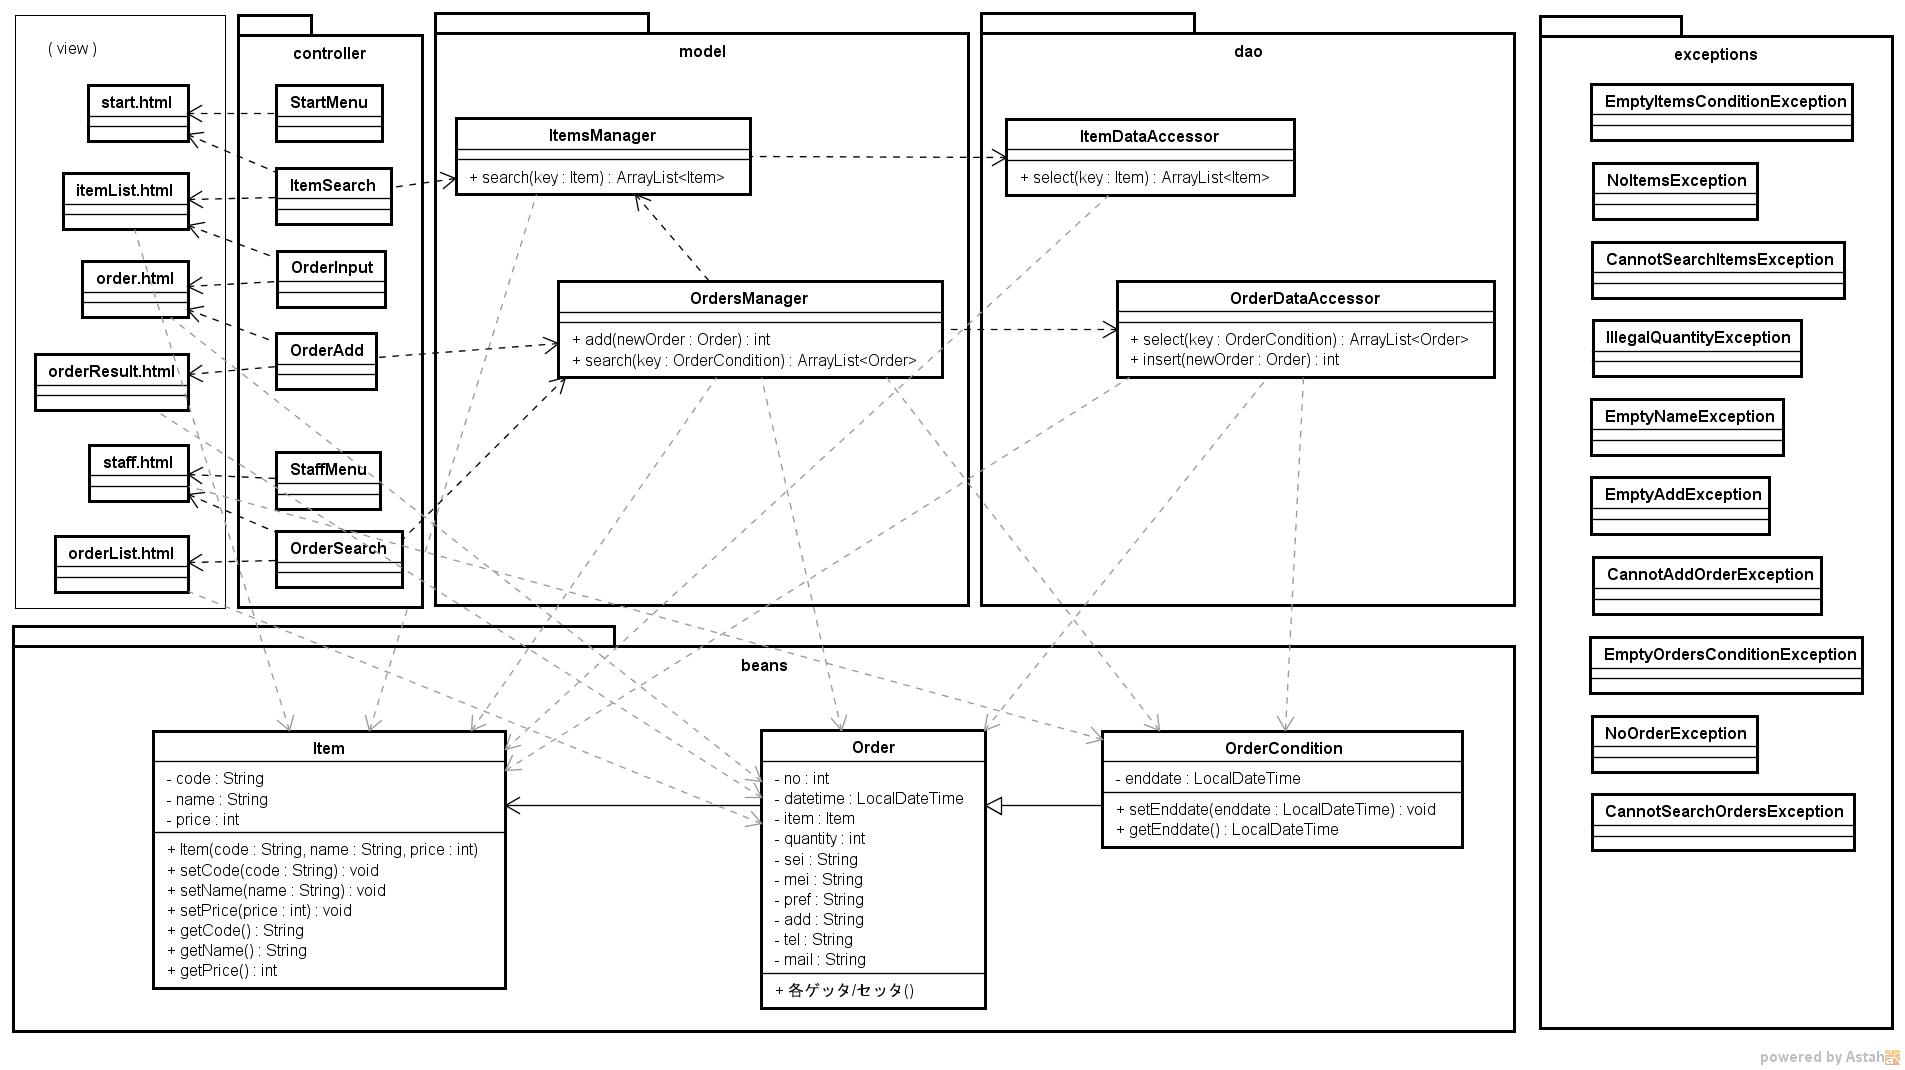 ( view )
start.html
itemList.html
order.html
orderResult.html
staff.html
orderList.html
controller
StartMenu
ItemSearch
OrderInput
OrderAdd
StaffMenu
OrderSearch
model
ItemsManager
+ search(key : Item) : ArrayList<Item>
OrdersManager
+ add(newOrder : Order) : int
+ search(key : OrderCondition) : ArrayList<Order>
dao
ItemDataAccessor
+ select(key : Item) : ArrayList<Item>
OrderDataAccessor
+ select(key : OrderCondition) : ArrayList<Order>
+ insert(newOrder : Order) : int
exceptions
EmptyItemsConditionException
NoItemsException
CannotSearchItemsException
IllegalQuantityException
EmptyNameException
EmptyAddException
CannotAddOrderException
EmptyOrdersConditionException
NoOrderException
CannotSearchOrdersException
beans
Item
- code : String
- name : String
- price : int
+ Item(code : String, name : String, price : int)
+ setCode(code : String) : void
+ setName(name : String) : void
+ setPrice(price : int) : void
+ getCode() : String
+ getName() : String
+ getPrice() : int
Order
- no : int
- datetime : LocalDateTime
- item : Item
- quantity : int
- sei : String
- mei : String
- pref : String
- add : String
- tel : String
- mail : String
+ 各ゲッタ/セッタ()
OrderCondition
- enddate : LocalDateTime
+ setEnddate(enddate : LocalDateTime) : void
+ getEnddate() : LocalDateTime
powered by Astah